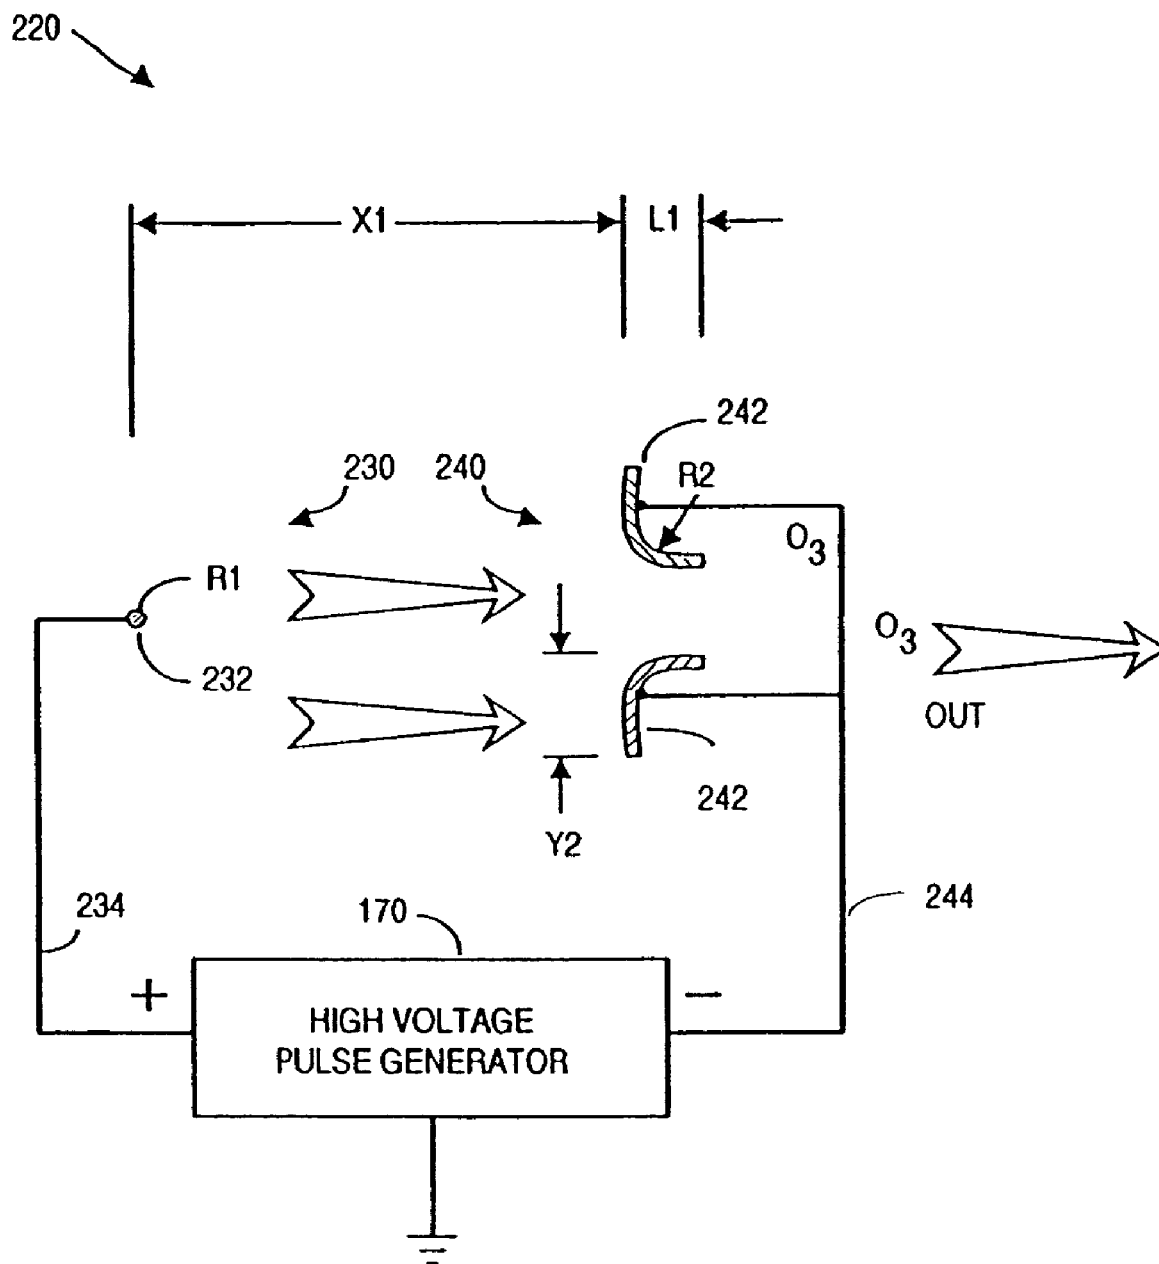 220
X1
L1
242
230
240
R2
O3
R1
232
O3
OUT
242
Y2
234
170
244
+
−
HIGH VOLTAGE
PULSE GENERATOR